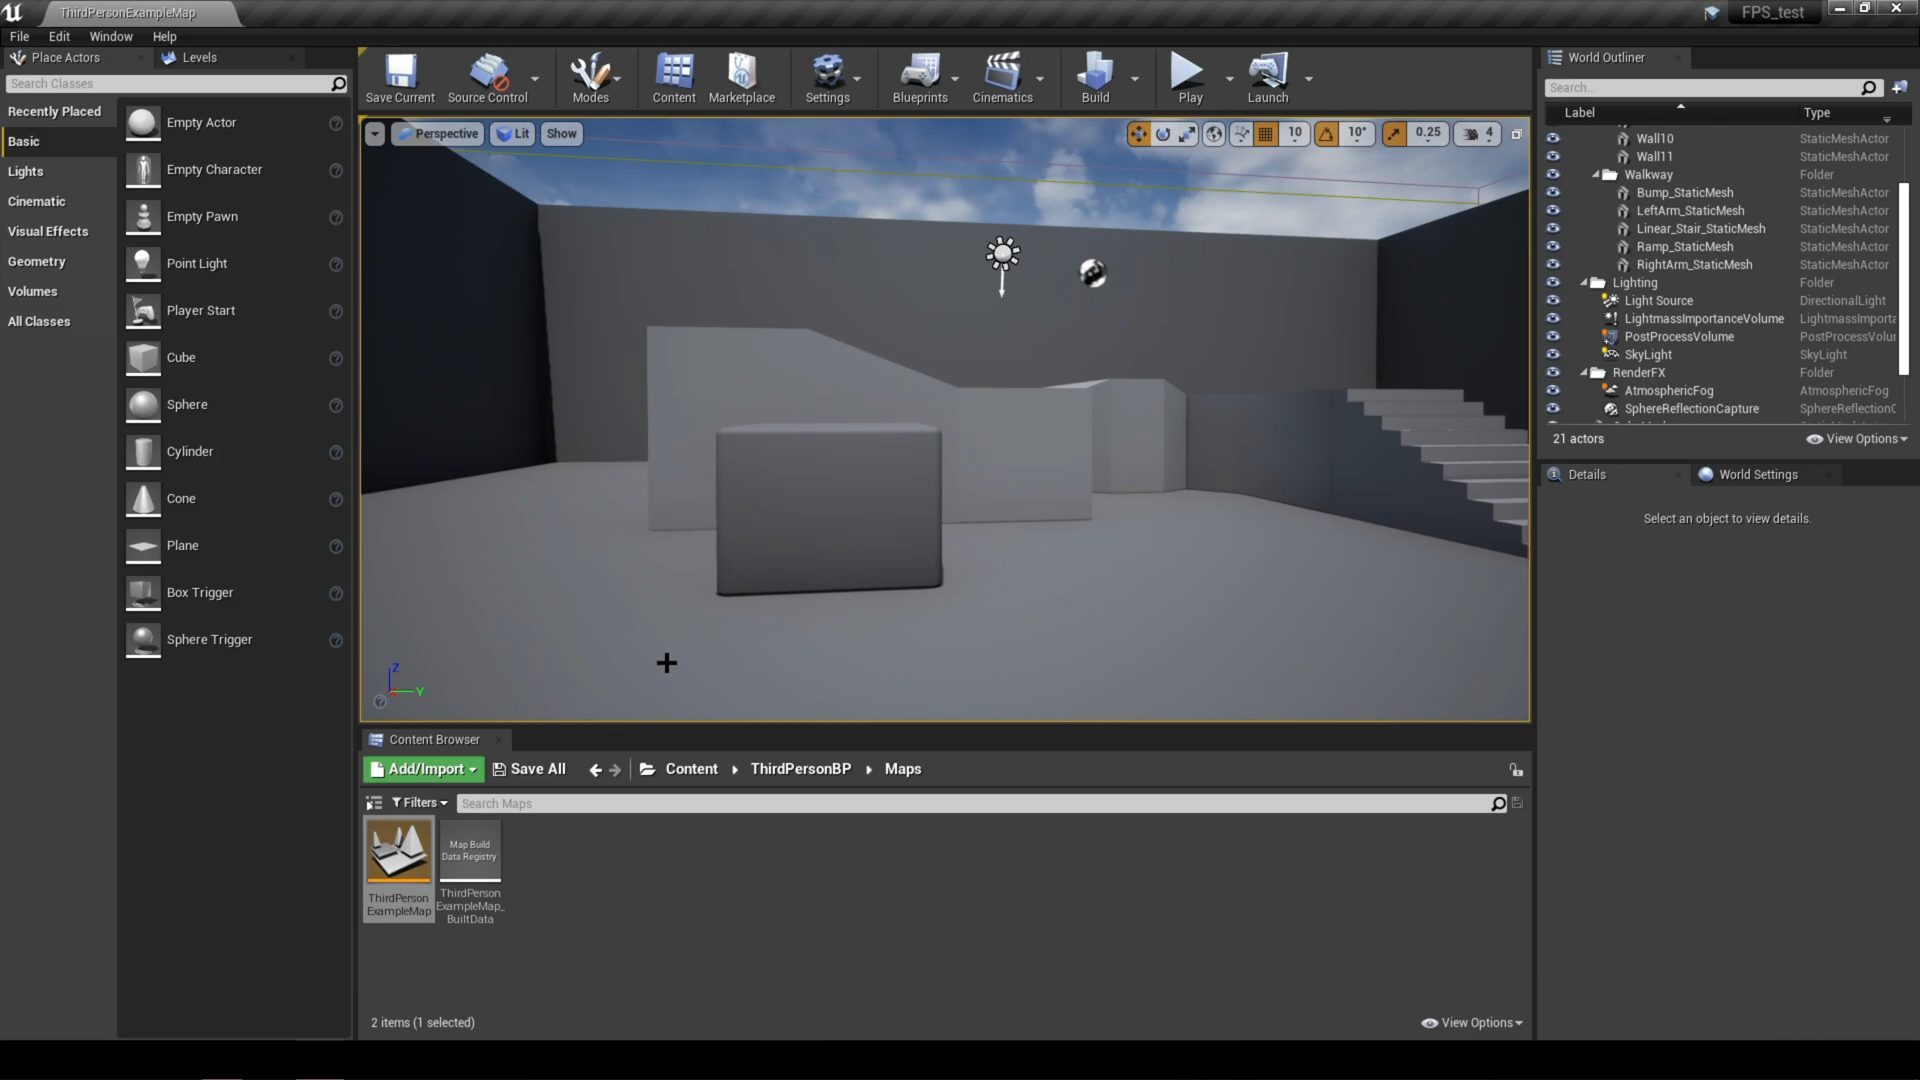 ThirdPersonExampleMap
FPS_test
File Edit Window Help
Place Actors
Levels
Search Classes
Recently Placed
Basic
Lights
Cinematic
Visual Effects
Geometry
Volumes
All Classes
Empty Actor
Empty Character
Empty Pawn
Point Light
Player Start
Cube
Sphere
Cylinder
Cone
Plane
Box Trigger
Sphere Trigger
Save Current
Source Control
Modes
Content
Marketplace
Settings
Blueprints
Cinematics
Build
Play
Launch
Perspective
Lit
Show
10
10°
0.25
4
Z
Y
Content Browser
Add/Import
Save All
Content
ThirdPersonBP
Maps
Filters
Search Maps
ThirdPerson
ExampleMap
Map Build
Data Registry
ThirdPerson
ExampleMap_
BuiltData
2 items (1 selected)
View Options
World Outliner
Search...
Label Type
Wall10 StaticMeshActor
Wall11 StaticMeshActor
Walkway Folder
Bump_StaticMesh StaticMeshActor
LeftArm_StaticMesh StaticMeshActor
Linear_Stair_StaticMesh StaticMeshActor
Ramp_StaticMesh StaticMeshActor
RightArm_StaticMesh StaticMeshActor
Lighting Folder
Light Source DirectionalLight
LightmassImportanceVolume LightmassImporta
PostProcessVolume PostProcessVolu
SkyLight SkyLight
RenderFX Folder
AtmosphericFog AtmosphericFog
SphereReflectionCapture SphereReflectionC
21 actors
View Options
Details
World Settings
Select an object to view details.